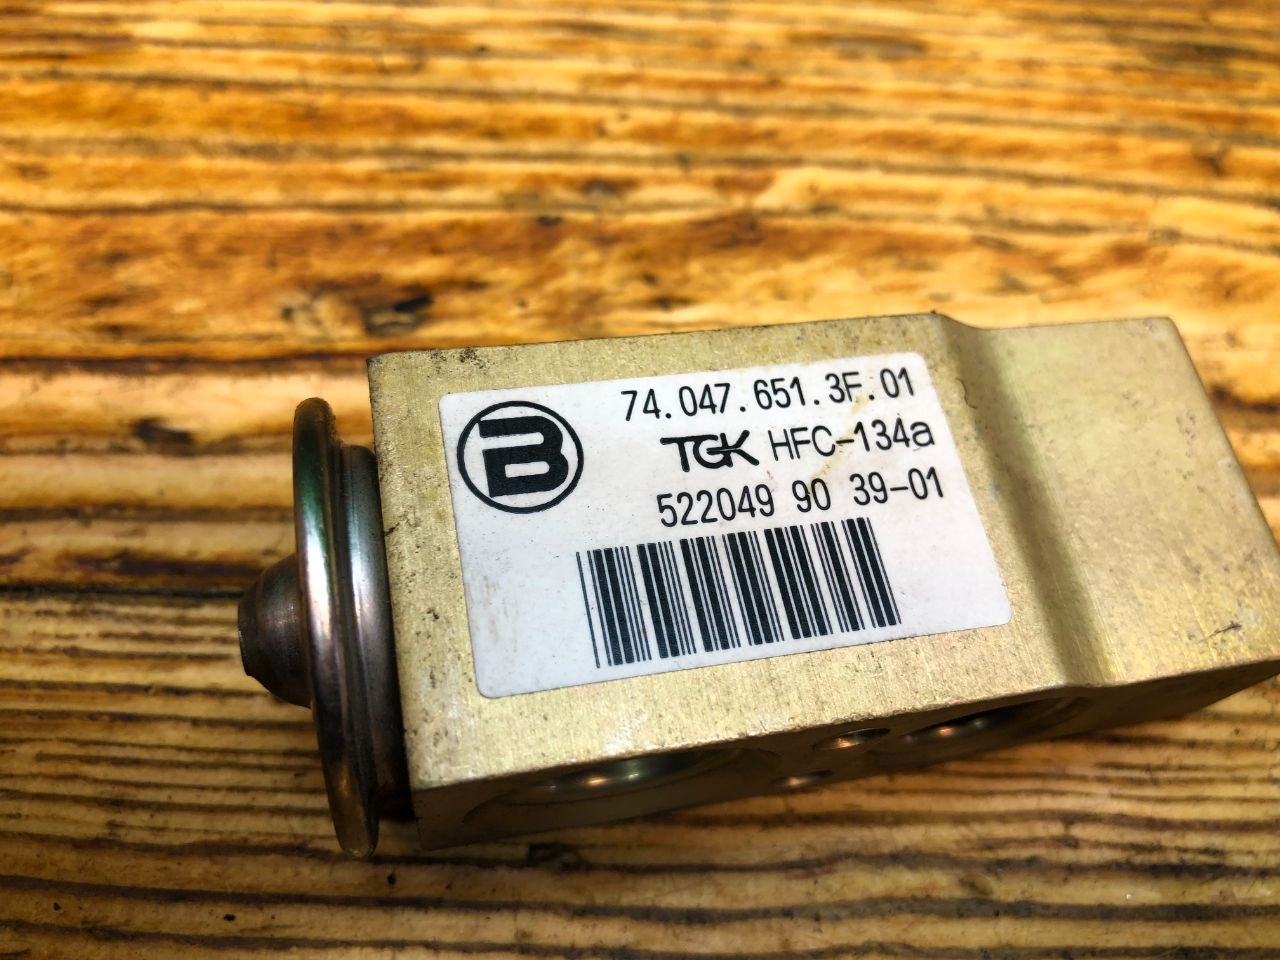 B
74.047.651.3F.01
TGK HFC-134a
522049 90 39-01